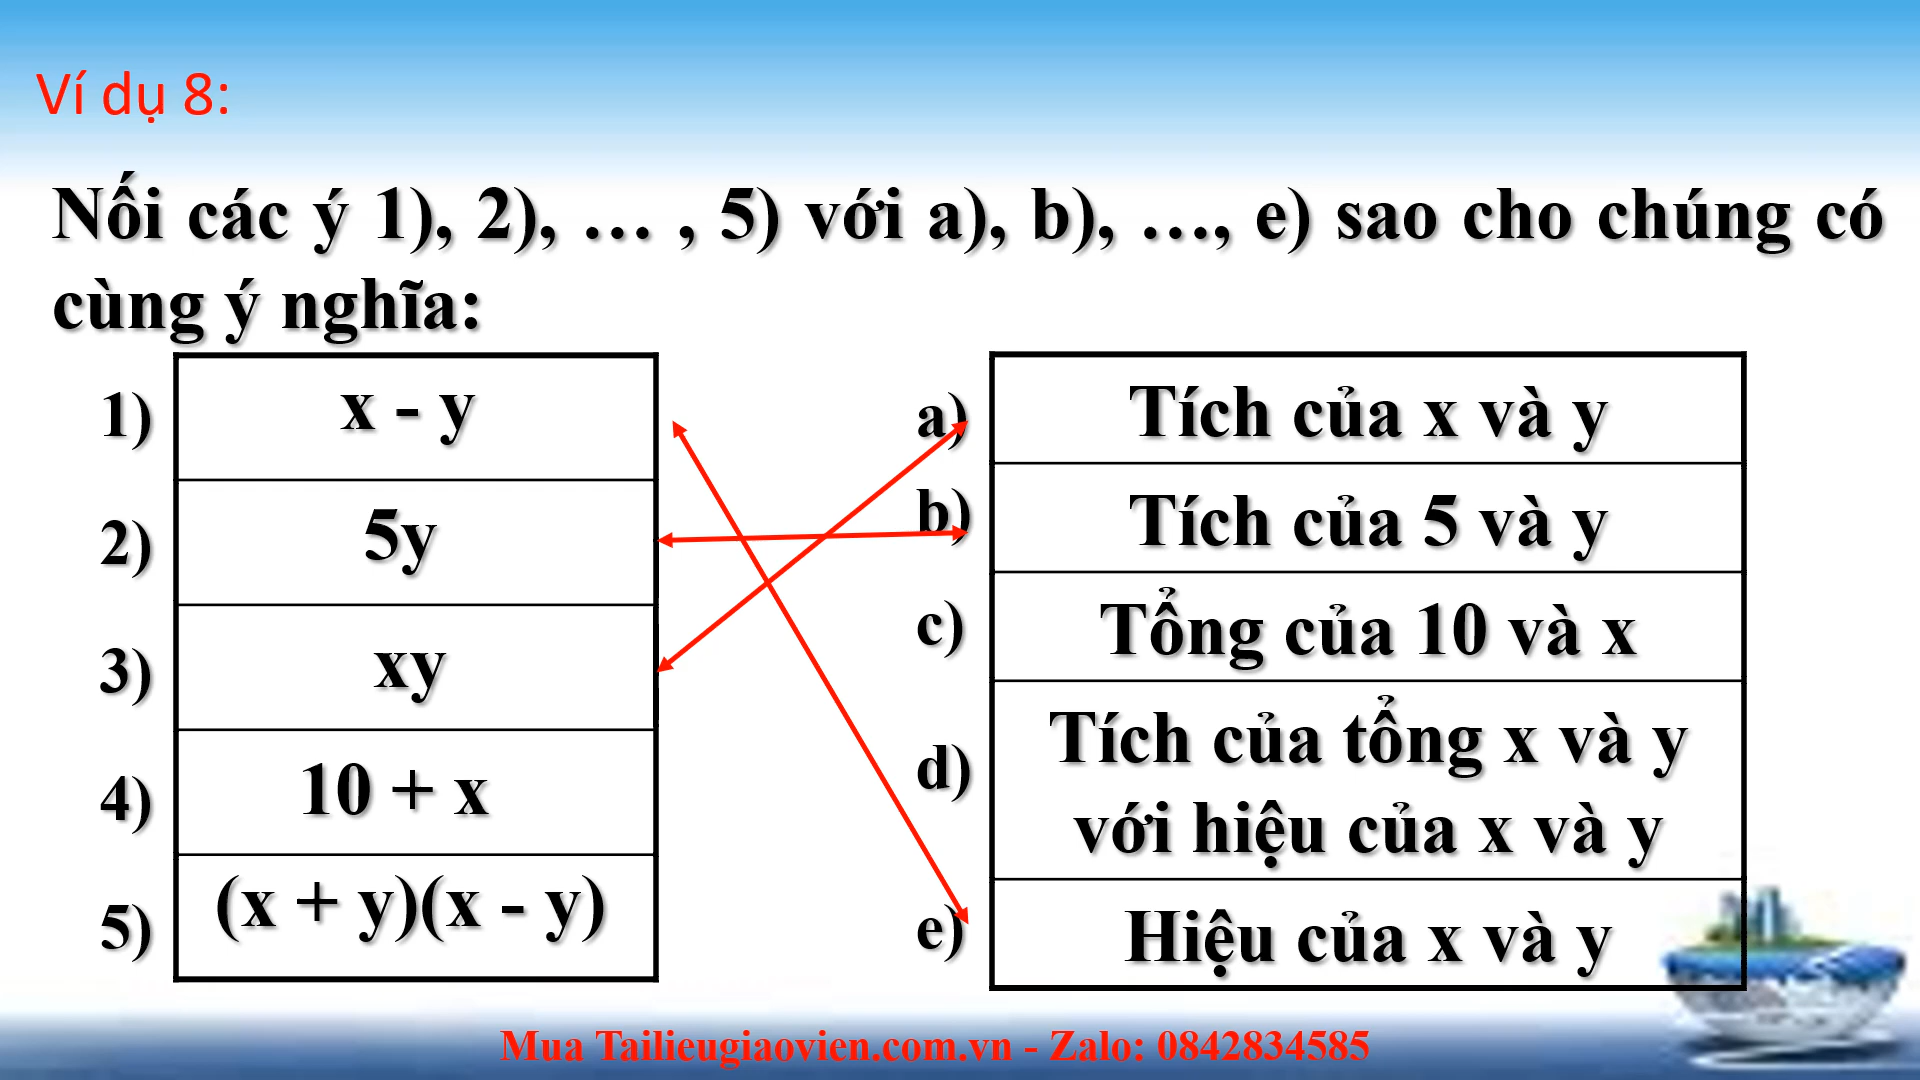 Ví dụ 8:
Nối các ý 1), 2), … , 5) với a), b), …, e) sao cho chúng có
cùng ý nghĩa:
1) x - y
2) 5y
3) xy
4) 10 + x
5) (x + y)(x - y)
a) Tích của x và y
b) Tích của 5 và y
c) Tổng của 10 và x
d) Tích của tổng x và y
với hiệu của x và y
e) Hiệu của x và y
Mua Tailieugiaovien.com.vn - Zalo: 0842834585